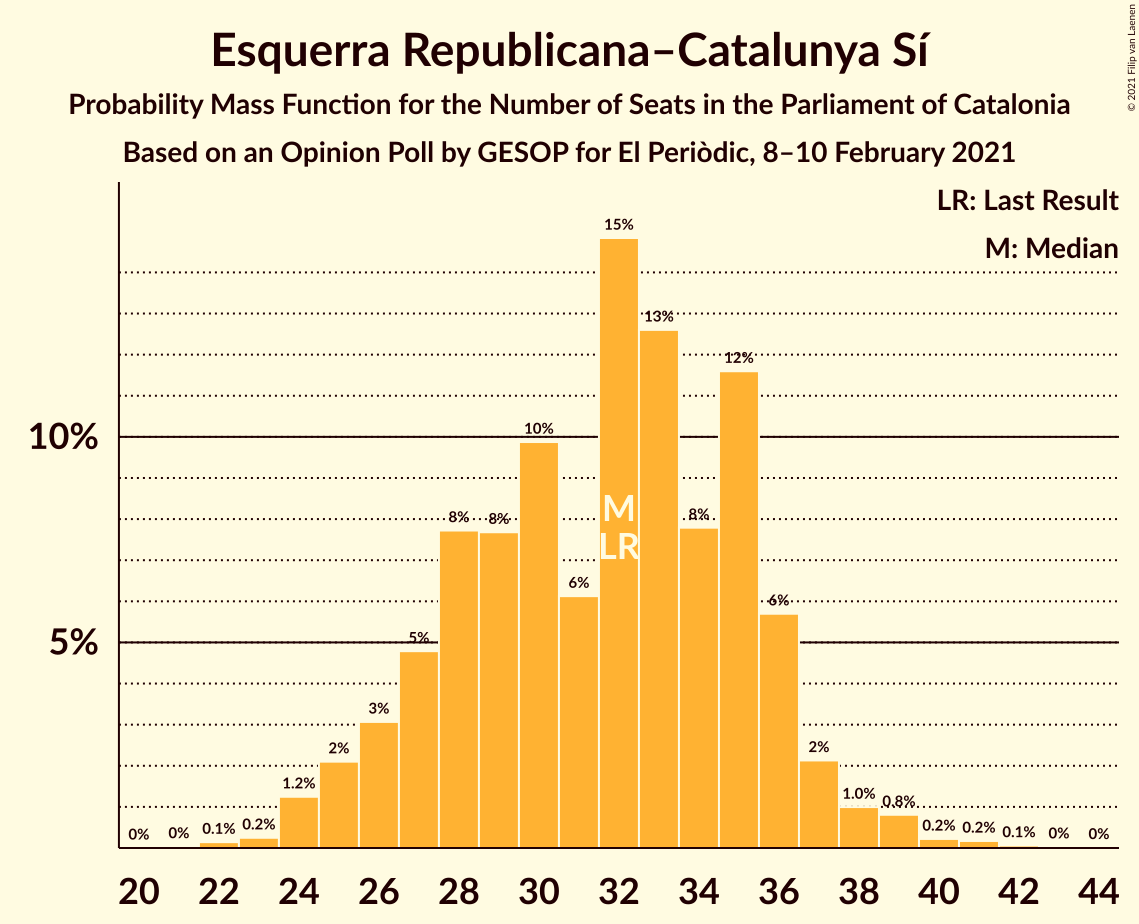 © 2021 Filip van Laenen
Esquerra Republicana–Catalunya Sí
Probability Mass Function for the Number of Seats in the Parliament of Catalonia
Based on an Opinion Poll by GESOP for El Periòdic, 8–10 February 2021
LR: Last Result
M: Median
10%
5%
0% 0% 0.1% 0.2% 1.2% 2% 3% 5% 8% 8% 10% 6% 15% 13% 8% 12% 6% 2% 1.0% 0.8% 0.2% 0.2% 0.1% 0% 0%
M
LR
20 22 24 26 28 30 32 34 36 38 40 42 44